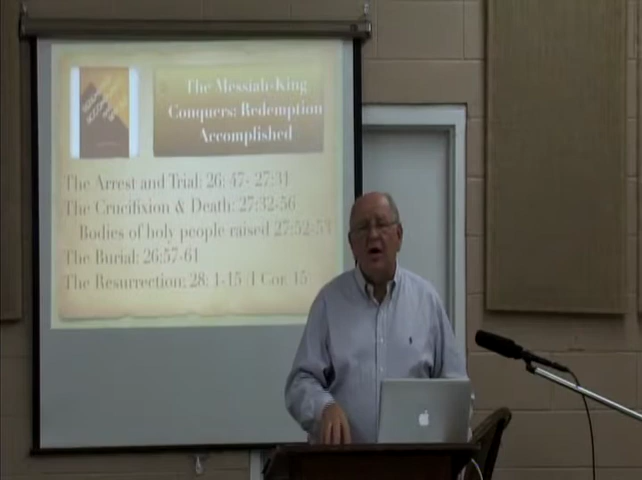 The Messiah-King
Conquers: Redemption
Accomplished
The Arrest and Trial: 26: 47- 27:31
The Crucifixion & Death: 27:32-56
Bodies of holy people raised 27:52-53
The Burial: 26:57-61
The Resurrection: 28: 1-15 1 Cor. 15